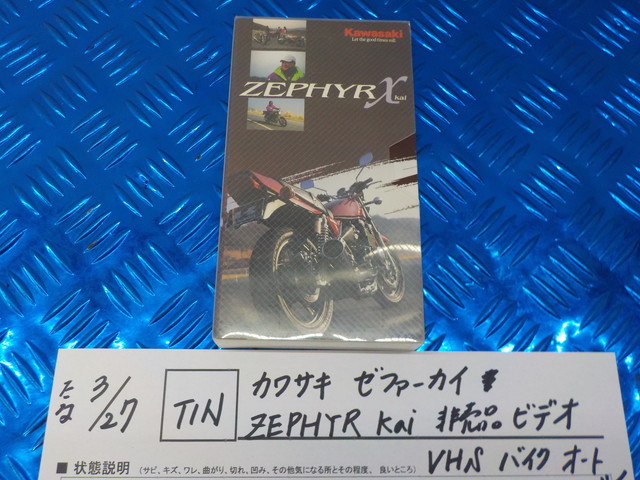 Kawasaki
Let the good times roll.
ZEPHYR χ kai
たな 3/27 TIN カワサキ ゼファーカイ
ZEPHYR kai 非売品 ビデオ
VHS バイク オート
■ 状態説明 (サビ、キズ、ワレ、曲がり、切れ、凹み、その他気になる所とその程度、良いところ)